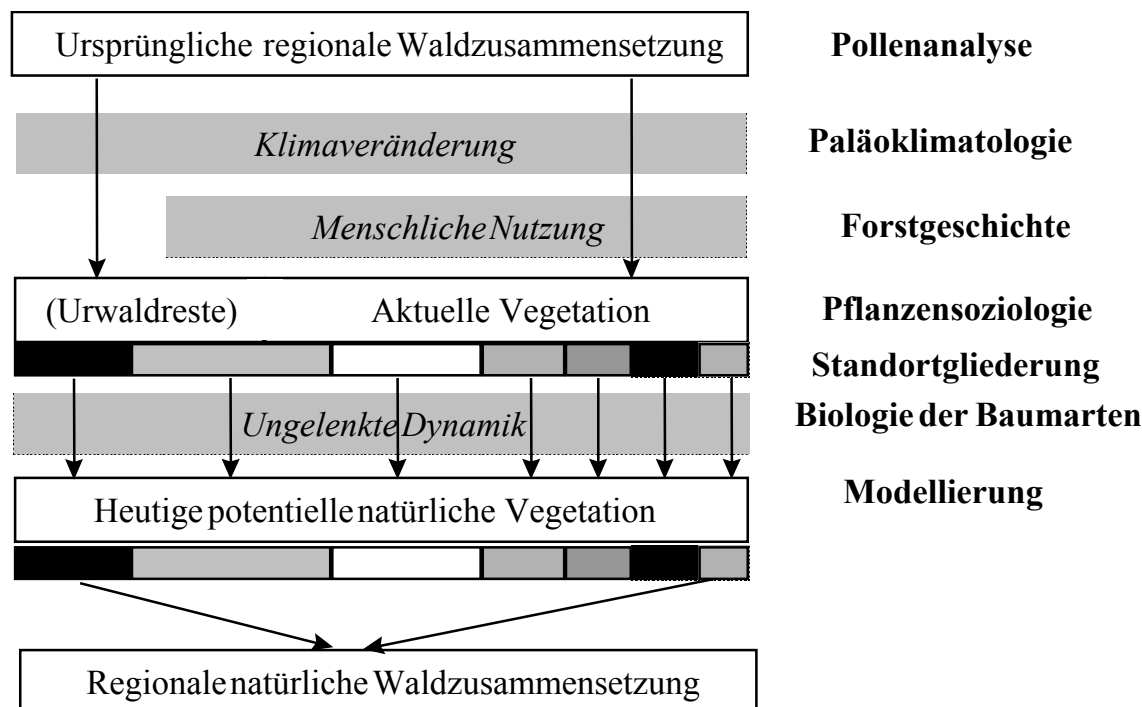 Ursprüngliche regionale Waldzusammensetzung
Pollenanalyse
Klimaveränderung
Paläoklimatologie
Menschliche Nutzung
Forstgeschichte
(Urwaldreste)
Aktuelle Vegetation
Pflanzensoziologie
Standortgliederung
Ungelenkte Dynamik
Biologie der Baumarten
Heutige potentielle natürliche Vegetation
Modellierung
Regionale natürliche Waldzusammensetzung